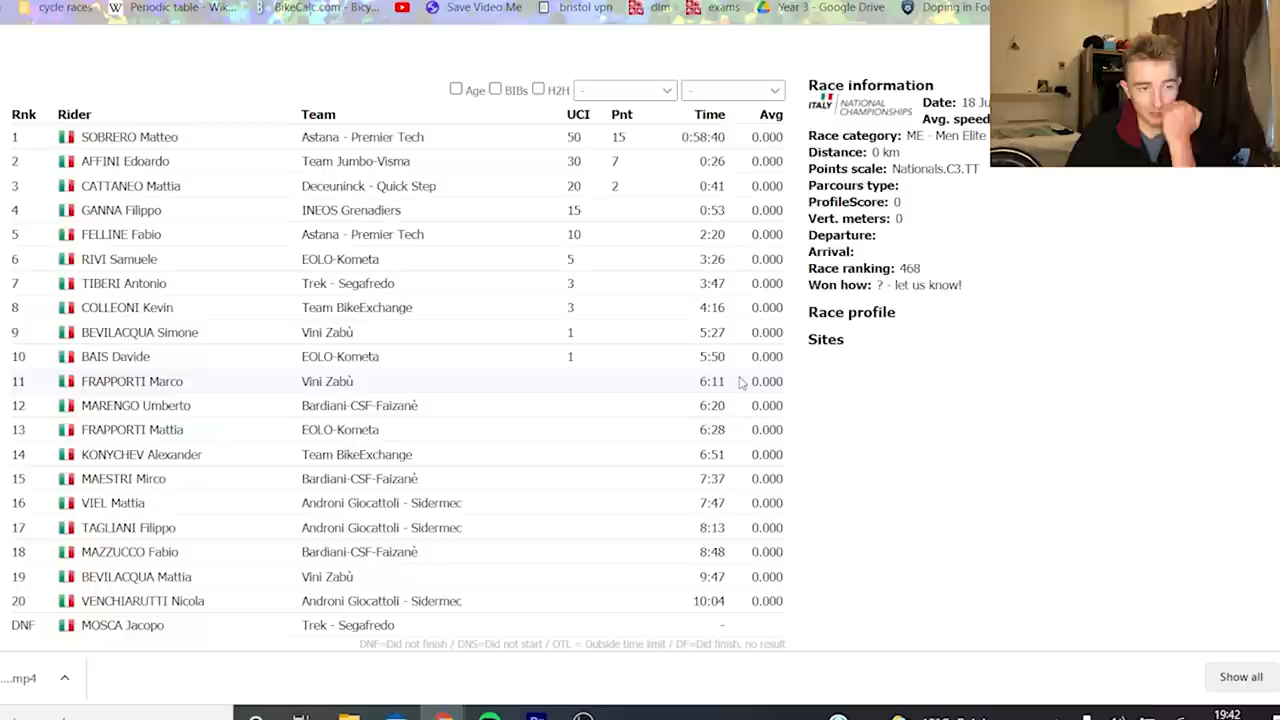 cycle races Periodic table - Wik... BikeCalc.com - Bicy... Save Video Me bristol vpn dlm exams Year 3 - Google Drive Doping in Foo
Age BIBs H2H - -
Rnk Rider Team UCI Pnt Time Avg
1 SOBRERO Matteo Astana - Premier Tech 50 15 0:58:40 0.000
2 AFFINI Edoardo Team Jumbo-Visma 30 7 0:26 0.000
3 CATTANEO Mattia Deceuninck - Quick Step 20 2 0:41 0.000
4 GANNA Filippo INEOS Grenadiers 15 0:53 0.000
5 FELLINE Fabio Astana - Premier Tech 10 2:20 0.000
6 RIVI Samuele EOLO-Kometa 5 3:26 0.000
7 TIBERI Antonio Trek - Segafredo 3 3:47 0.000
8 COLLEONI Kevin Team BikeExchange 3 4:16 0.000
9 BEVILACQUA Simone Vini Zabù 1 5:27 0.000
10 BAIS Davide EOLO-Kometa 1 5:50 0.000
11 FRAPPORTI Marco Vini Zabù 6:11 0.000
12 MARENGO Umberto Bardiani-CSF-Faizanè 6:20 0.000
13 FRAPPORTI Mattia EOLO-Kometa 6:28 0.000
14 KONYCHEV Alexander Team BikeExchange 6:51 0.000
15 MAESTRI Mirco Bardiani-CSF-Faizanè 7:37 0.000
16 VIEL Mattia Androni Giocattoli - Sidermec 7:47 0.000
17 TAGLIANI Filippo Androni Giocattoli - Sidermec 8:13 0.000
18 MAZZUCCO Fabio Bardiani-CSF-Faizanè 8:48 0.000
19 BEVILACQUA Mattia Vini Zabù 9:47 0.000
20 VENCHIARUTTI Nicola Androni Giocattoli - Sidermec 10:04 0.000
DNF MOSCA Jacopo Trek - Segafredo -
DNF=Did not finish / DNS=Did not start / OTL = Outside time limit / DF=Did finish, no result
Race information
ITALY NATIONAL CHAMPIONSHIPS
Date: 18 Ju
Avg. speed
Race category: ME - Men Elite
Distance: 0 km
Points scale: Nationals.C3.TT
Parcours type:
ProfileScore: 0
Vert. meters: 0
Departure:
Arrival:
Race ranking: 468
Won how: ? - let us know!
Race profile
Sites
....mp4
Show all
19:42